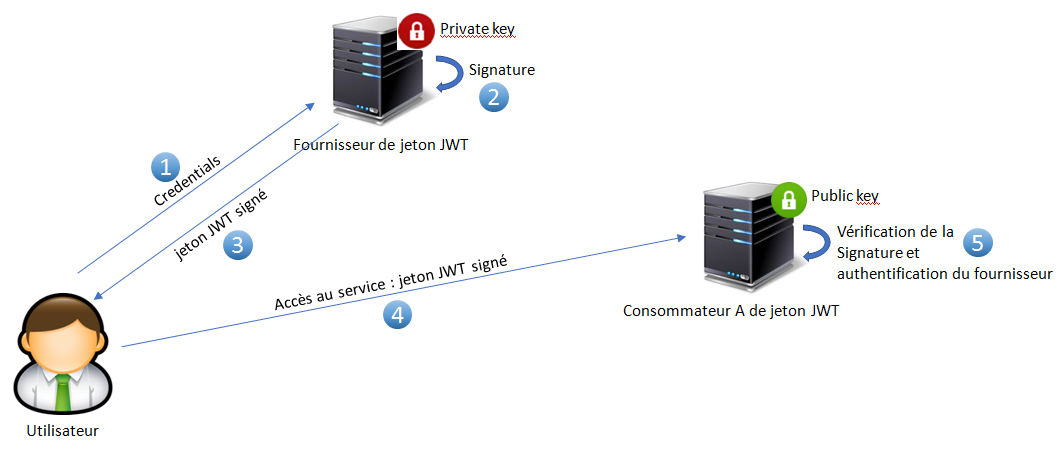 Private key
Signature
2
Fournisseur de jeton JWT
1
Credentials
jeton JWT signé
3
Public key
Vérification de la
Signature et
authentification du fournisseur
5
Accès au service : jeton JWT signé
4
Consommateur A de jeton JWT
Utilisateur